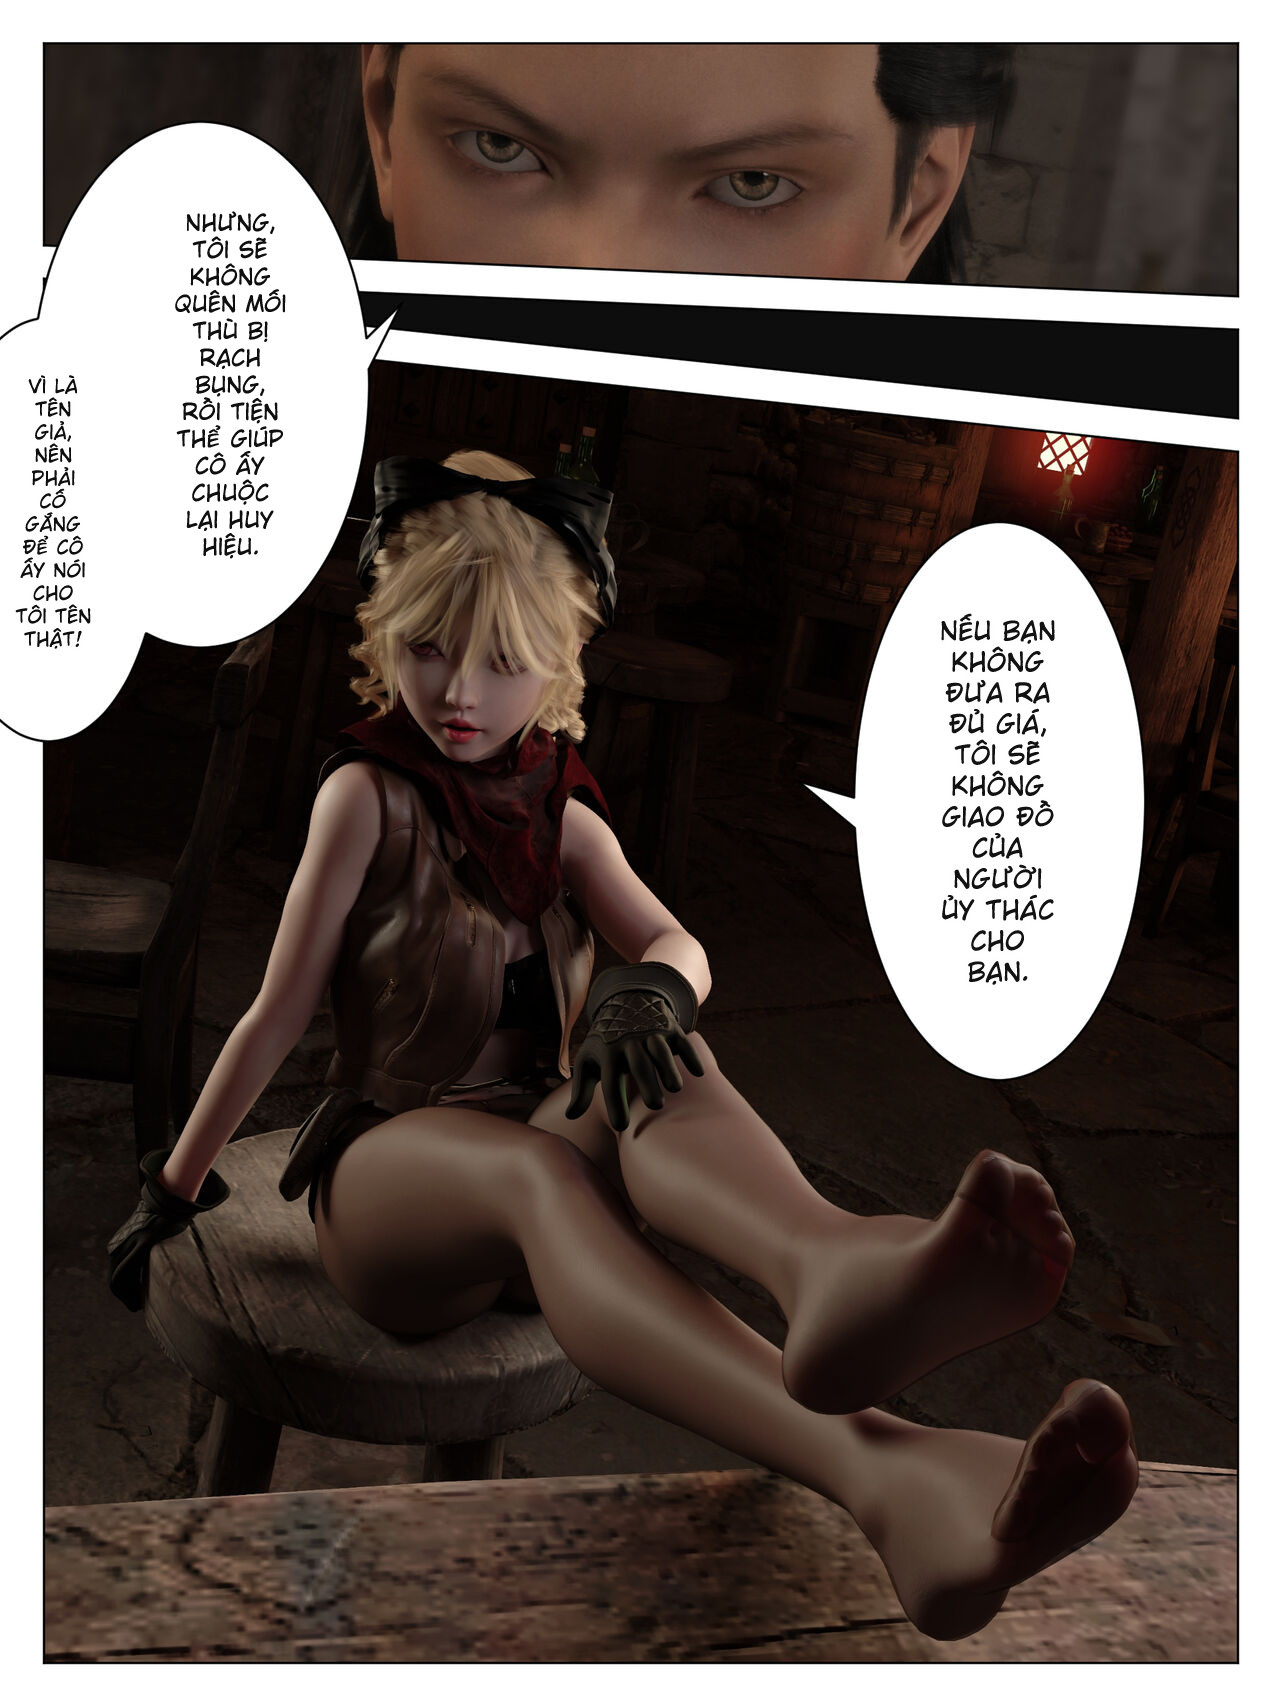 NHƯNG,
TÔI SẼ
KHÔNG
QUÊN MỐI
THÙ BỊ
RẠCH
BỤNG,
RỒI TIỆN
THỂ GIÚP
CÔ ẤY
CHUỘC
LẠI HUY
HIỆU.
VÌ LÀ
TÊN
GIẢ,
NÊN
PHẢI
CỐ
GẮNG
ĐỂ CÔ
ẤY NÓI
CHO
TÔI TÊN
THẬT!
NẾU BẠN
KHÔNG
ĐƯA RA
ĐỦ GIÁ,
TÔI SẼ
KHÔNG
GIAO ĐỒ
CỦA
NGƯỜI
ỦY THÁC
CHO
BẠN.